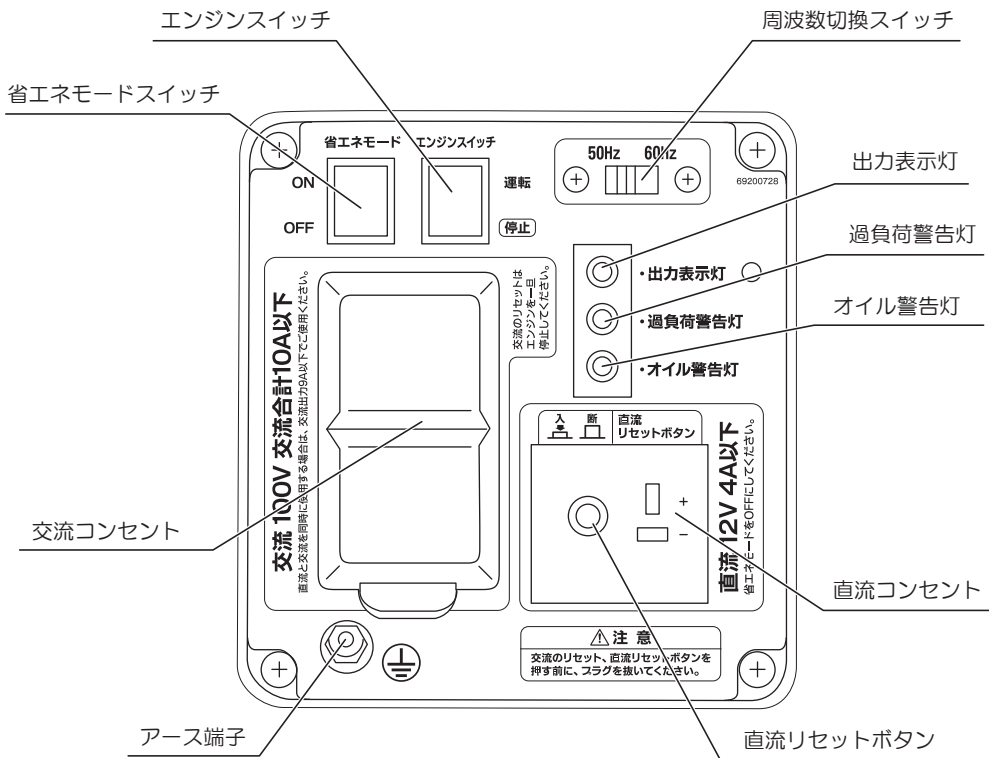 エンジンスイッチ
周波数切換スイッチ
省エネモードスイッチ
出力表示灯
過負荷警告灯
オイル警告灯
省エネモード
エンジンスイッチ
ON
OFF
運転
停止
50Hz 60Hz
69200728
・出力表示灯
・過負荷警告灯
・オイル警告灯
交流 100V 交流合計10A以下
直流と交流を同時に使用する場合は、交流出力9A以下でご使用ください。
交流のリセットは
エンジンを一旦
停止してください。
入 断
直流
リセットボタン
+
−
直流 12V 4A以下
省エネモードをOFFにしてください。
交流コンセント
直流コンセント
⚠注 意
交流のリセット、直流リセットボタンを
押す前に、プラグを抜いてください。
アース端子
直流リセットボタン